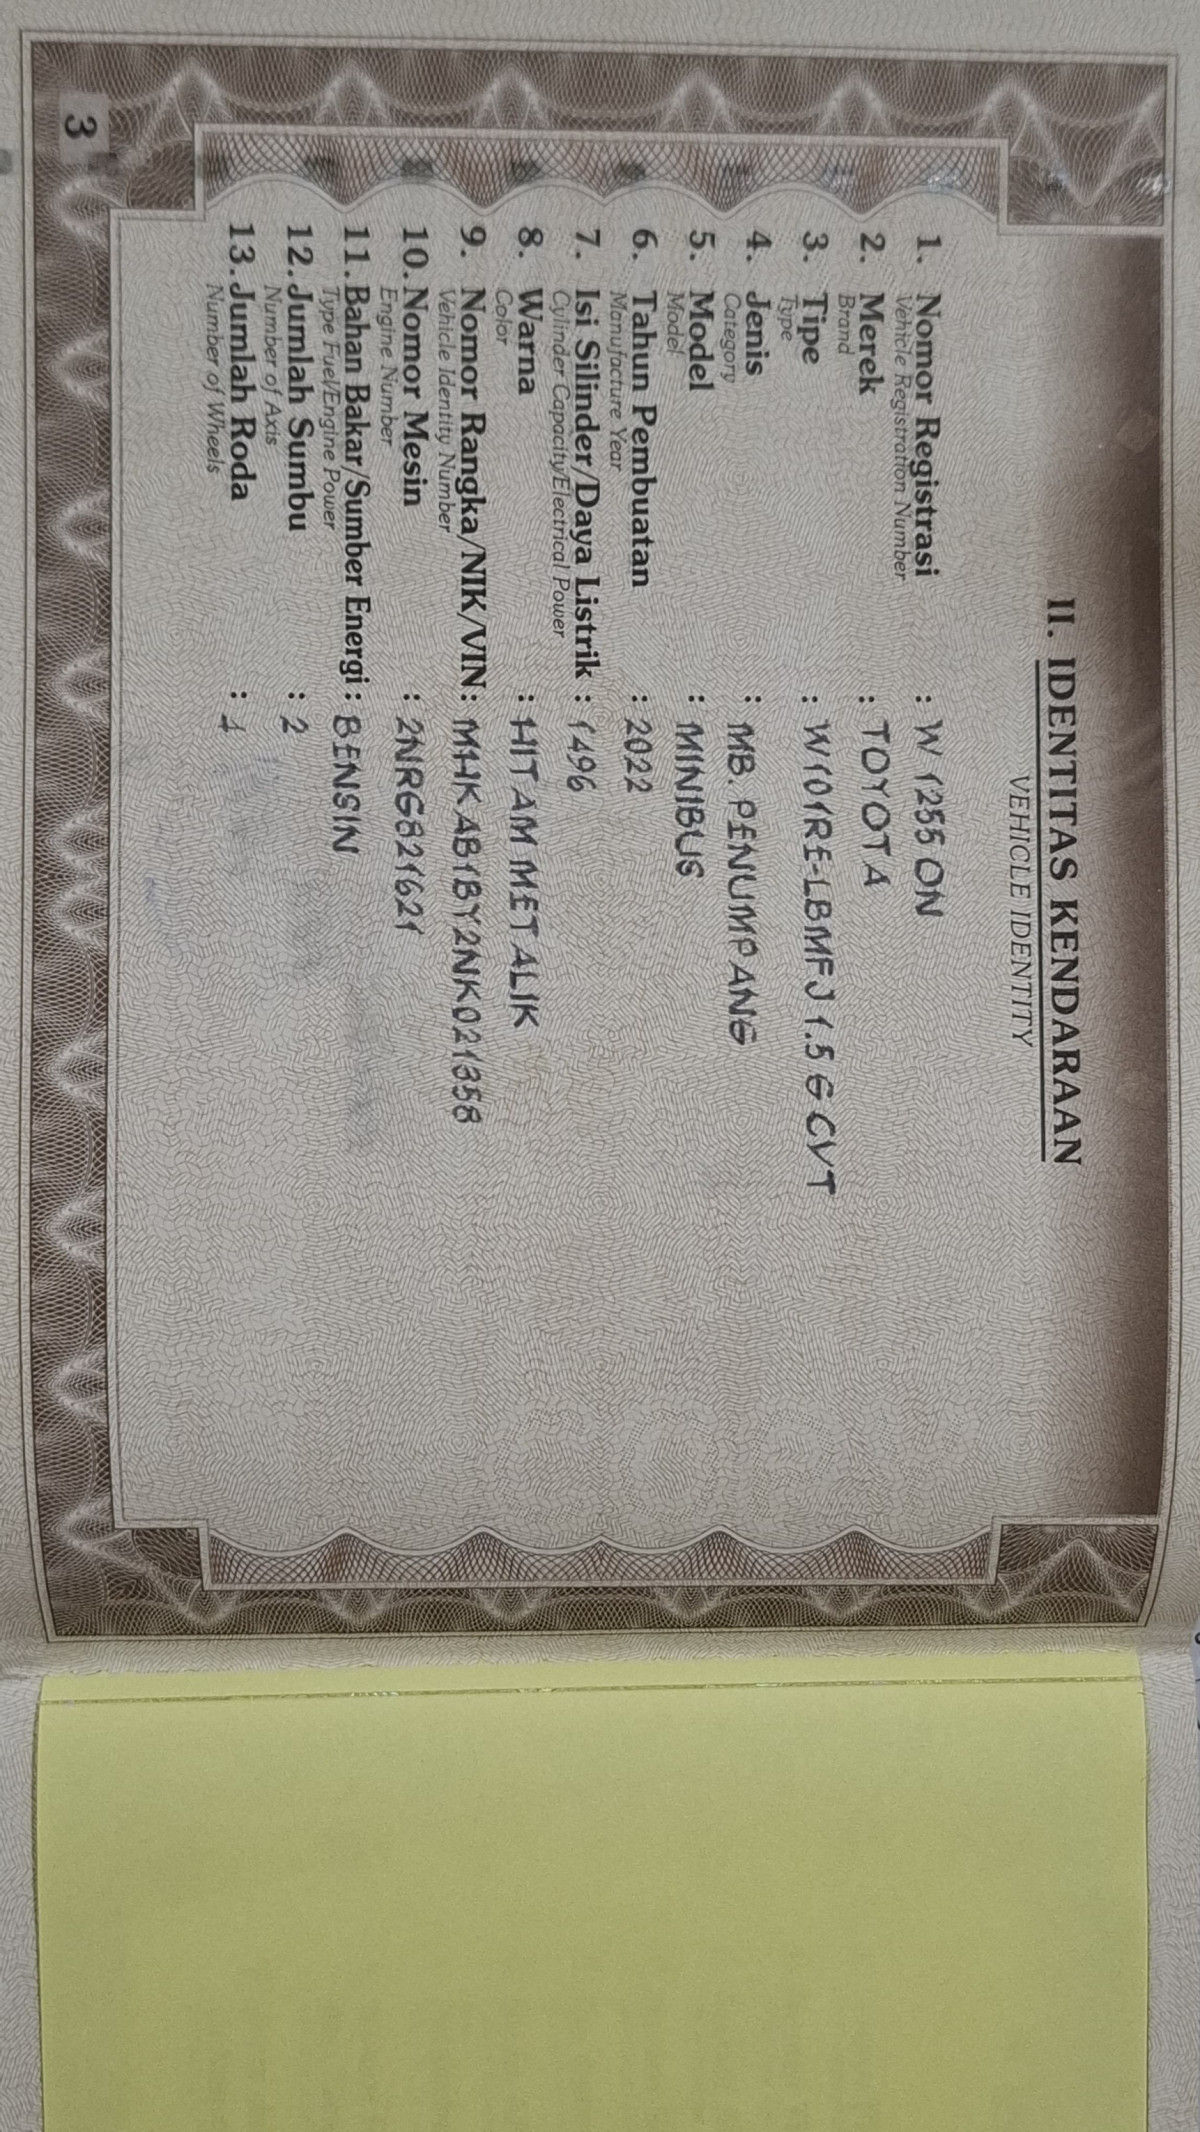 II. IDENTITAS KENDARAAN
VEHICLE IDENTITY
1. Nomor Registrasi : W 1255 ON
Vehicle Registration Number
2. Merek : TOYOTA
Brand
3. Tipe : W101RE-LBMFJ 1.5 G CVT
Type
4. Jenis : MB. PENUMPANG
Category
5. Model : MINIBUS
Model
6. Tahun Pembuatan : 2022
Manufacture Year
7. Isi Silinder/Daya Listrik : 1496
Cylinder Capacity/Electrical Power
8. Warna : HITAM METALIK
Color
9. Nomor Rangka/NIK/VIN : MHKAB1BY2NK021358
Vehicle Identity Number
10. Nomor Mesin : 2NRG821621
Engine Number
11. Bahan Bakar/Sumber Energi : BENSIN
Type Fuel/Engine Power
12. Jumlah Sumbu : 2
Number of Axis
13. Jumlah Roda :
Number of Wheels
3